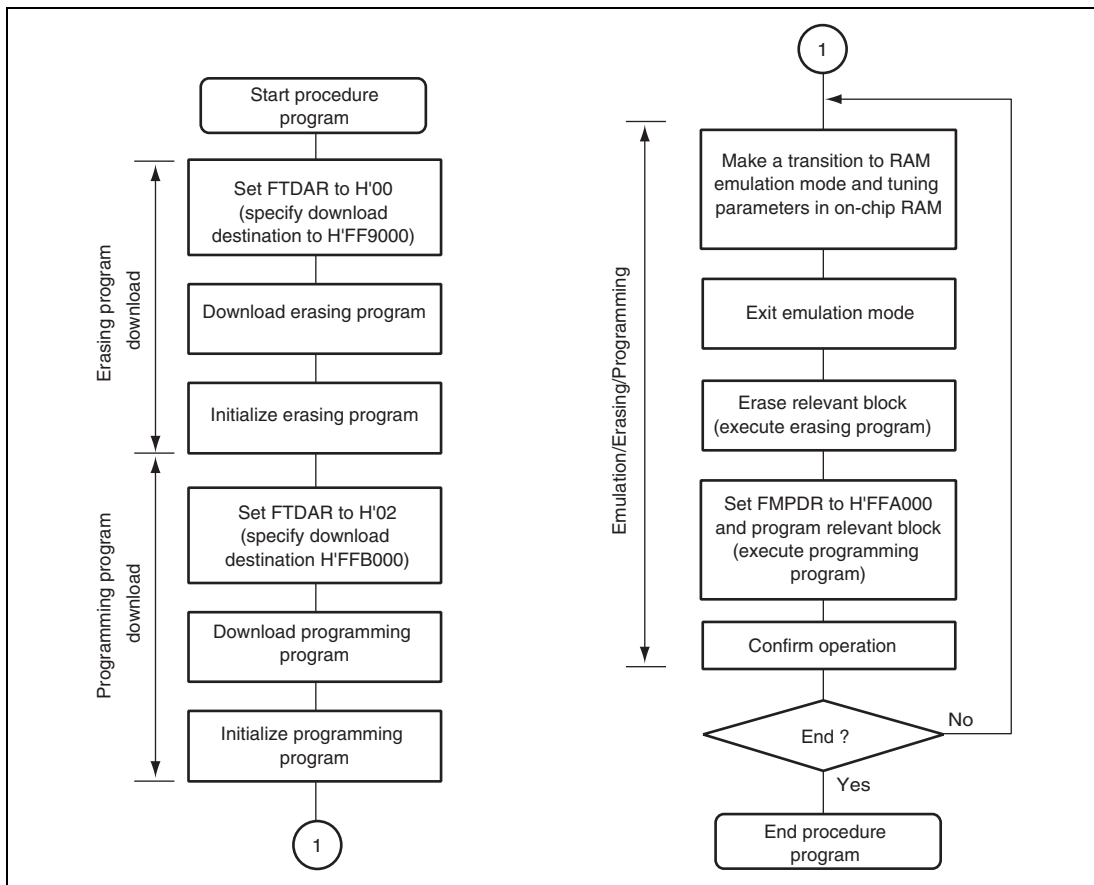 Start procedure
program
Erasing program
download
Set FTDAR to H'00
(specify download
destination to H'FF9000)
Download erasing program
Initialize erasing program
Programming program
download
Set FTDAR to H'02
(specify download
destination H'FFB000)
Download programming
program
Initialize programming
program
1
1
Emulation/Erasing/Programming
Make a transition to RAM
emulation mode and tuning
parameters in on-chip RAM
Exit emulation mode
Erase relevant block
(execute erasing program)
Set FMPDR to H'FFA000
and program relevant block
(execute programming
program)
Confirm operation
End ?
No
Yes
End procedure
program